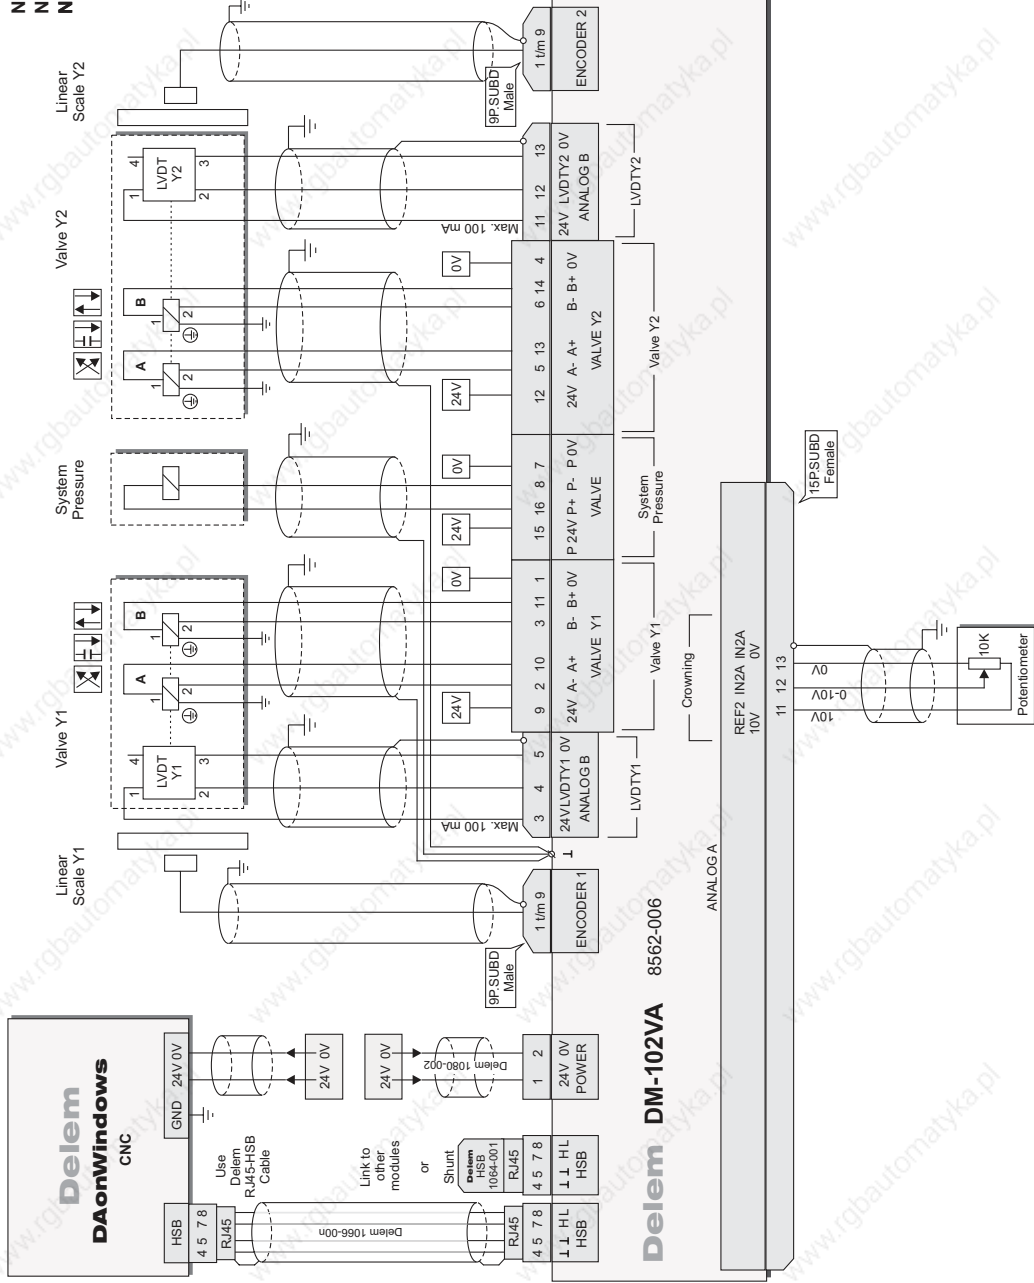 Delem
DAonWindows
CNC
HSB
4 5 7 8
RJ45
GND
24V 0V
Use
Delem
RJ45-HSB
Cable
24V 0V
Link to
other
modules
or
Shunt
24V 0V
Delem 1066-00n
Delem 1080-002
Delem
HSB
1064-001
RJ45
RJ45
4 5 7 8
⊥ ⊥ H L
HSB
4 5 7 8
⊥ ⊥ H L
HSB
1 2
24V 0V
POWER
Linear
Scale Y1
9P.SUBD
Male
1 t/m 9
ENCODER 1
⊥
Valve Y1
LVDT
Y1
1
2
3
4
A
1
2
B
1
2
Max. 100 mA
3 4 5
24V LVDTY1 0V
ANALOG B
LVDTY1
24V
0V
9 2 10 3 11 1
24V A- A+ B- B+ 0V
VALVE Y1
Valve Y1
System
Pressure
24V
0V
15 16 8 7
P 24V P+ P- P 0V
VALVE
System
Pressure
Valve Y2
A
1
2
B
1
2
LVDT
Y2
1
2
3
4
24V
0V
12 5 13 6 14 4
24V A- A+ B- B+ 0V
VALVE Y2
Valve Y2
Max. 100 mA
11 12 13
24V LVDTY2 0V
ANALOG B
LVDTY2
Linear
Scale Y2
9P.SUBD
Male
1 t/m 9
ENCODER 2
N
N
N
Delem DM-102VA 8562-006
ANALOG A
Crowning
REF2 IN2A IN2A
10V 0V
11 12 13
10V 0-10V 0V
15P.SUBD
Female
10K
Potentiometer
www.rgbautomatyka.pl